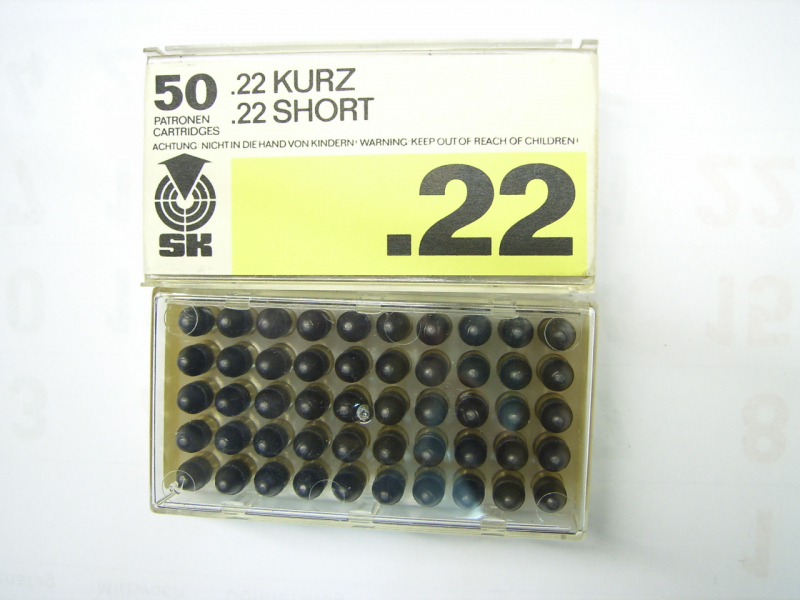 50 .22 KURZ
.22 SHORT
PATRONEN
CARTRIDGES
ACHTUNG: NICHT IN DIE HAND VON KINDERN! WARNING: KEEP OUT OF REACH OF CHILDREN!
SK
.22